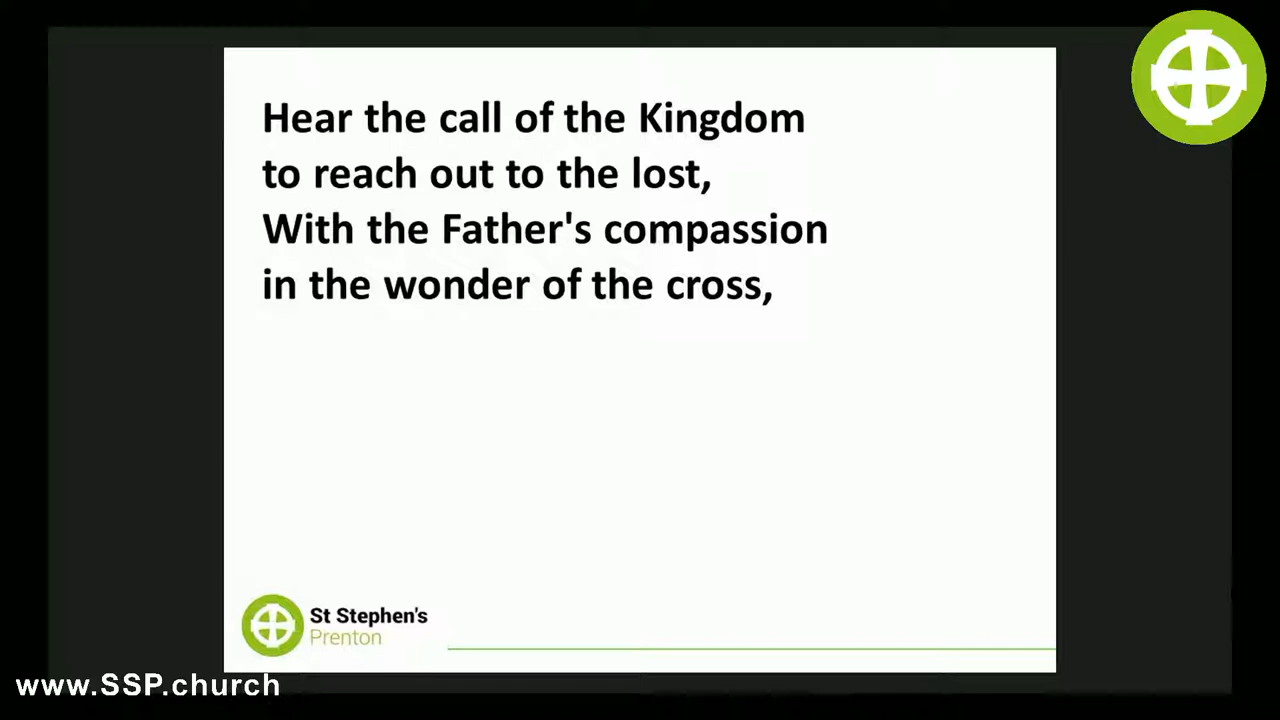 Hear the call of the Kingdom
to reach out to the lost,
With the Father's compassion
in the wonder of the cross,
St Stephen's
Prenton
www.SSP.church